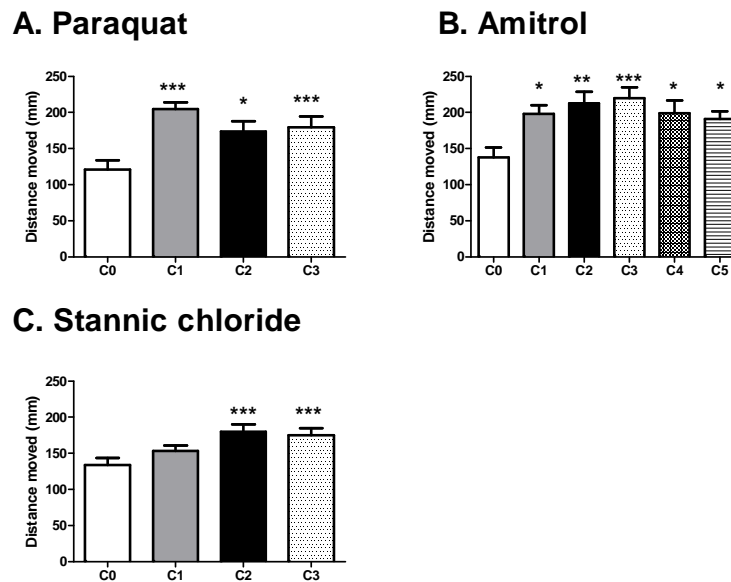 A. Paraquat
Distance moved (mm)
250
200
150
100
50
0
***
*
***
C0 C1 C2 C3
B. Amitrol
Distance moved (mm)
250
200
150
100
50
0
* ** *** * *
C0 C1 C2 C3 C4 C5
C. Stannic chloride
Distance moved (mm)
250
200
150
100
50
0
*** ***
C0 C1 C2 C3